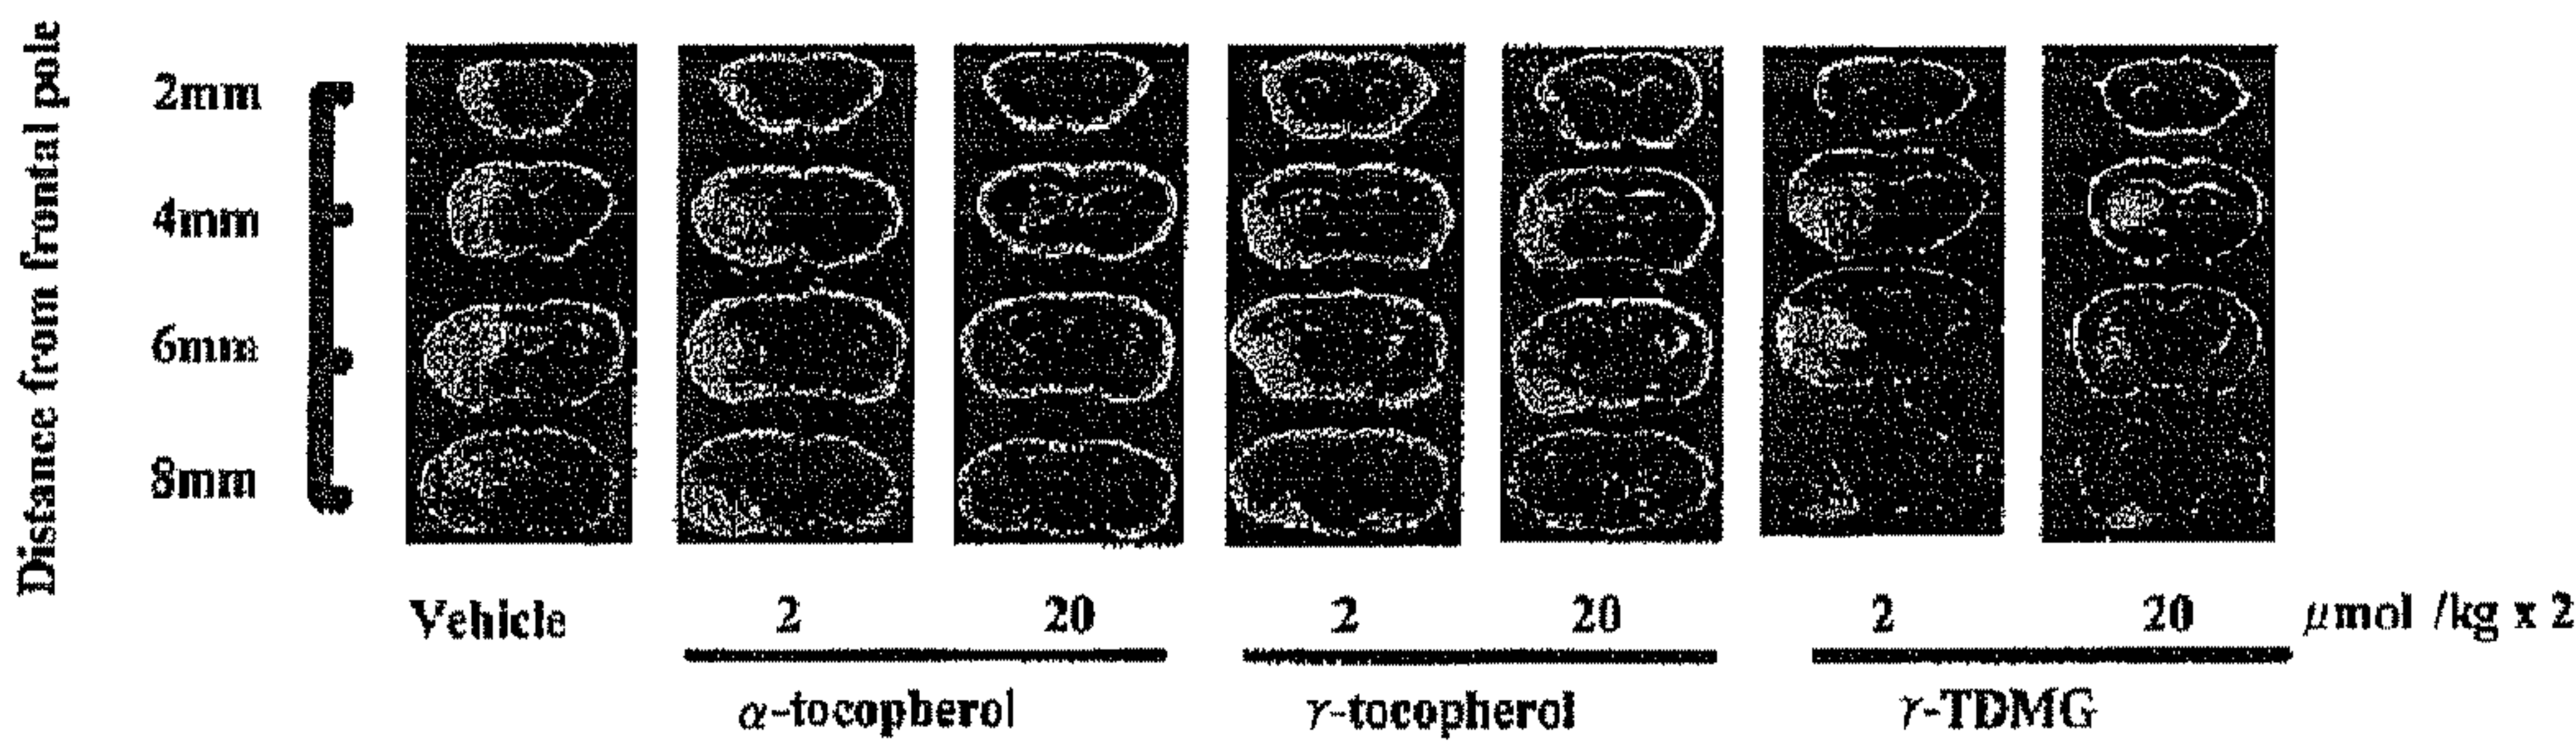 Distance from frontal pole
2mm
4mm
6mm
8mm
Vehicle
2 20 2 20 2 20 μmol /kg x 2
α-tocopherol γ-tocopherol γ-TDMG